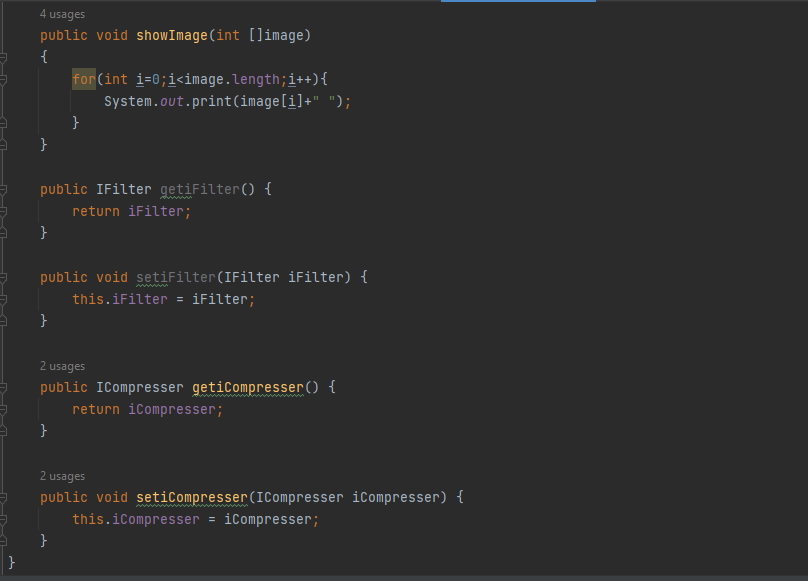 4 usages
public void showImage(int []image)
{
for(int i=0;i<image.length;i++){
System.out.print(image[i]+" ");
}
}
public IFilter getiFilter() {
return iFilter;
}
public void setiFilter(IFilter iFilter) {
this.iFilter = iFilter;
}
2 usages
public ICompresser getiCompresser() {
return iCompresser;
}
2 usages
public void setiCompresser(ICompresser iCompresser) {
this.iCompresser = iCompresser;
}
}